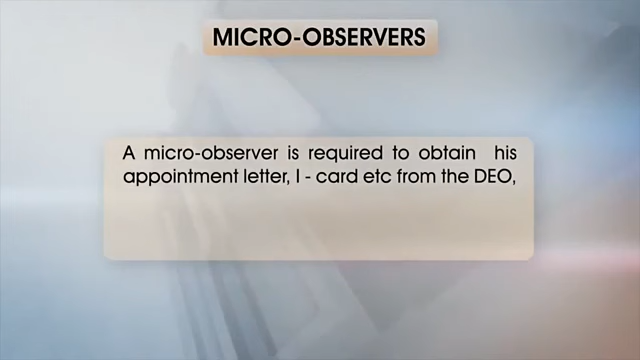 MICRO-OBSERVERS
A micro-observer is required to obtain his
appointment letter, I - card etc from the DEO,